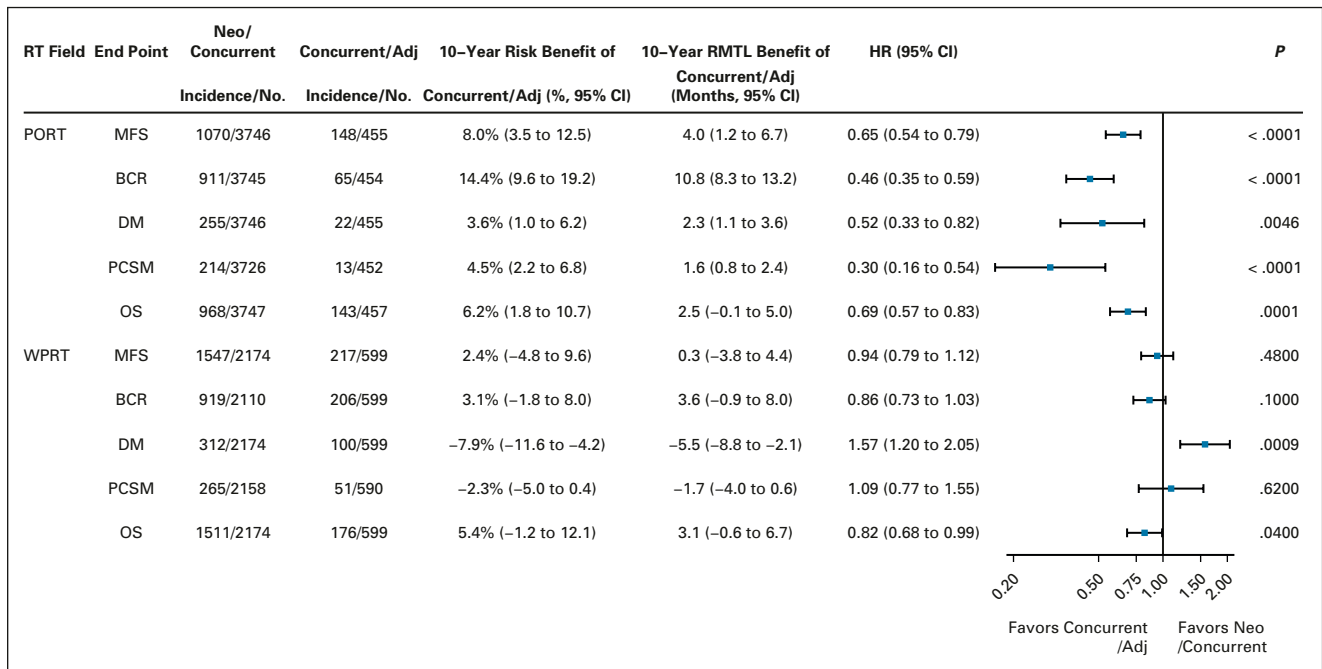 RT Field End Point Neo/ Concurrent Concurrent/Adj 10–Year Risk Benefit of 10–Year RMTL Benefit of HR (95% CI) P
Incidence/No. Incidence/No. Concurrent/Adj (%, 95% CI) Concurrent/Adj (Months, 95% CI)
PORT MFS 1070/3746 148/455 8.0% (3.5 to 12.5) 4.0 (1.2 to 6.7) 0.65 (0.54 to 0.79) < .0001
BCR 911/3745 65/454 14.4% (9.6 to 19.2) 10.8 (8.3 to 13.2) 0.46 (0.35 to 0.59) < .0001
DM 255/3746 22/455 3.6% (1.0 to 6.2) 2.3 (1.1 to 3.6) 0.52 (0.33 to 0.82) .0046
PCSM 214/3726 13/452 4.5% (2.2 to 6.8) 1.6 (0.8 to 2.4) 0.30 (0.16 to 0.54) < .0001
OS 968/3747 143/457 6.2% (1.8 to 10.7) 2.5 (−0.1 to 5.0) 0.69 (0.57 to 0.83) .0001
WPRT MFS 1547/2174 217/599 2.4% (−4.8 to 9.6) 0.3 (−3.8 to 4.4) 0.94 (0.79 to 1.12) .4800
BCR 919/2110 206/599 3.1% (−1.8 to 8.0) 3.6 (−0.9 to 8.0) 0.86 (0.73 to 1.03) .1000
DM 312/2174 100/599 −7.9% (−11.6 to −4.2) −5.5 (−8.8 to −2.1) 1.57 (1.20 to 2.05) .0009
PCSM 265/2158 51/590 −2.3% (−5.0 to 0.4) −1.7 (−4.0 to 0.6) 1.09 (0.77 to 1.55) .6200
OS 1511/2174 176/599 5.4% (−1.2 to 12.1) 3.1 (−0.6 to 6.7) 0.82 (0.68 to 0.99) .0400
0.20 0.50 0.75 1.00 1.50 2.00
Favors Concurrent Favors Neo
/Adj /Concurrent